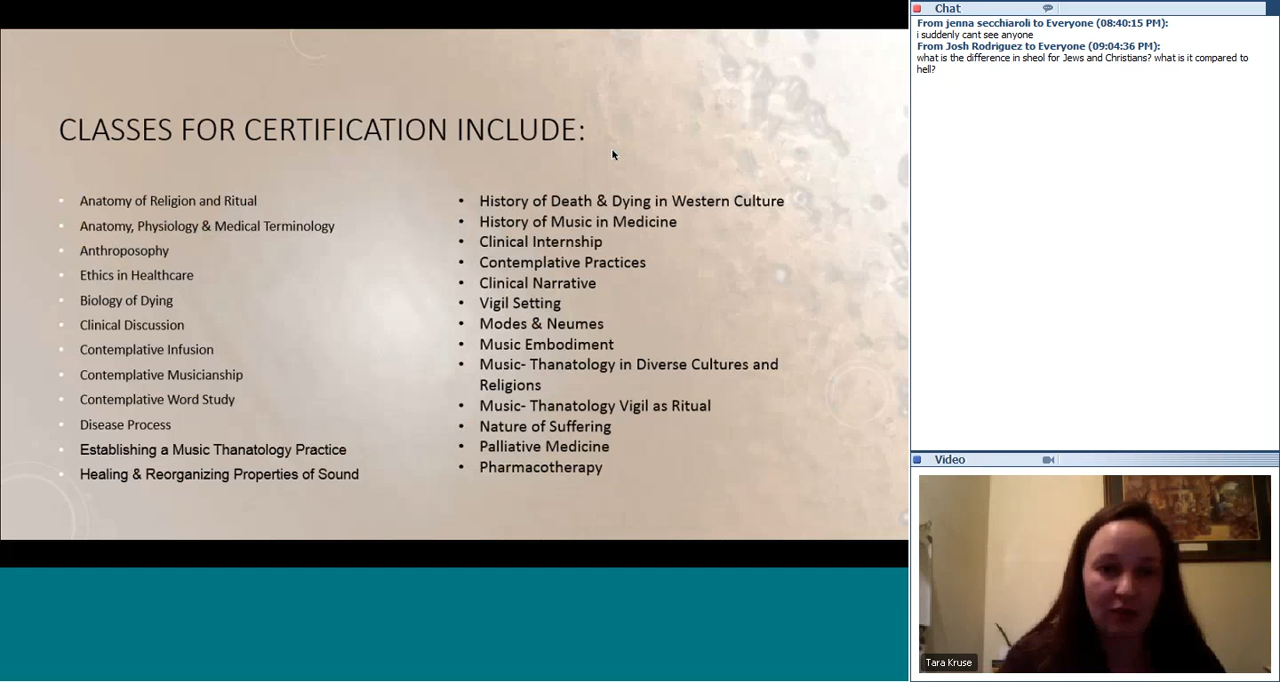 CLASSES FOR CERTIFICATION INCLUDE:
Anatomy of Religion and Ritual
Anatomy, Physiology & Medical Terminology
Anthroposophy
Ethics in Healthcare
Biology of Dying
Clinical Discussion
Contemplative Infusion
Contemplative Musicianship
Contemplative Word Study
Disease Process
Establishing a Music Thanatology Practice
Healing & Reorganizing Properties of Sound
History of Death & Dying in Western Culture
History of Music in Medicine
Clinical Internship
Contemplative Practices
Clinical Narrative
Vigil Setting
Modes & Neumes
Music Embodiment
Music- Thanatology in Diverse Cultures and
Religions
Music- Thanatology Vigil as Ritual
Nature of Suffering
Palliative Medicine
Pharmacotherapy
Chat
From jenna secchiaroli to Everyone (08:40:15 PM):
i suddenly cant see anyone
From Josh Rodriguez to Everyone (09:04:36 PM):
what is the difference in sheol for Jews and Christians? what is it compared to
hell?
Video
Tara Kruse